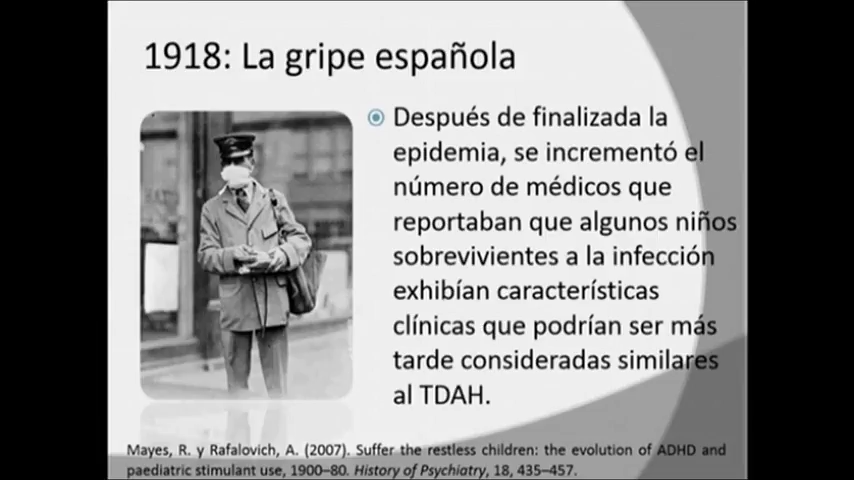 1918: La gripe española
Después de finalizada la
epidemia, se incrementó el
número de médicos que
reportaban que algunos niños
sobrevivientes a la infección
exhibían características
clínicas que podrían ser más
tarde consideradas similares
al TDAH.
Mayes, R. y Rafalovich, A. (2007). Suffer the restless children: the evolution of ADHD and
paediatric stimulant use, 1900–80. History of Psychiatry, 18, 435–457.